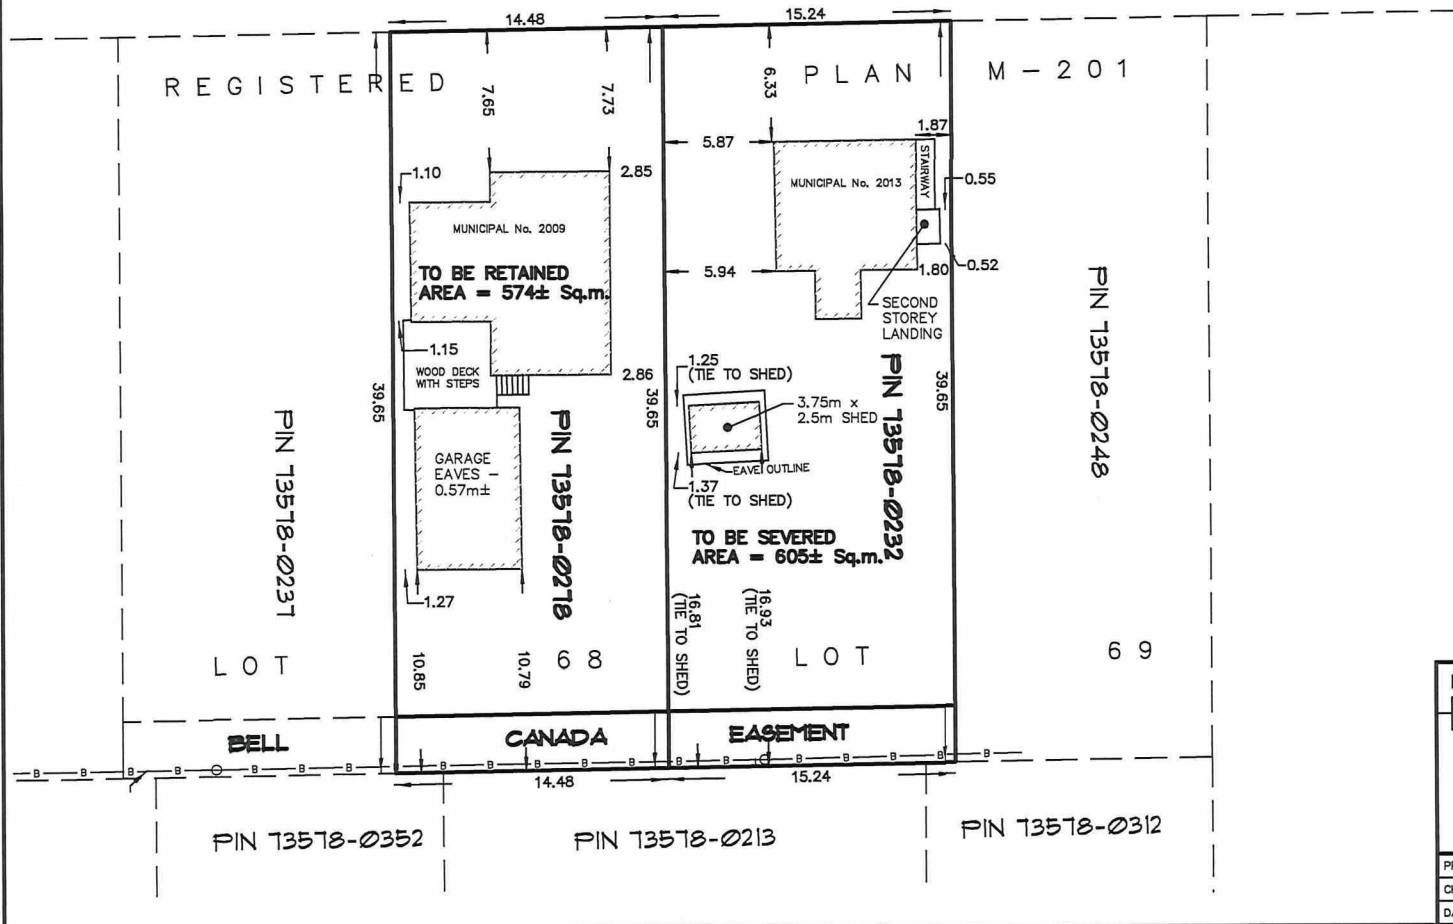 14.48
15.24
REGISTERED
PLAN M-201
7.65
7.73
6.33
1.87
5.87
2.85
1.10
STAIRWAY
MUNICIPAL No. 2013
0.55
MUNICIPAL No. 2009
TO BE RETAINED
AREA = 574± Sq.m.
5.94
1.80
0.52
SECOND
STOREY
LANDING
1.15
WOOD DECK
WITH STEPS
2.86
39.65
39.65
39.65
1.25
(TIE TO SHED)
3.75m x
2.5m SHED
EAVE OUTLINE
1.37
(TIE TO SHED)
PIN 73578-0237
GARAGE
EAVES -
0.57m±
PIN 73578-0278
PIN 73578-0232
PIN 73578-0248
TO BE SEVERED
AREA = 605± Sq.m.
1.27
16.81
(TIE TO SHED)
16.93
(TIE TO SHED)
10.85
10.79
LOT
68
LOT
69
BELL CANADA EASEMENT
B B B B B B B B B B B B B B B B B
14.48
15.24
PIN 73578-0352
PIN 73578-0213
PIN 73578-0312